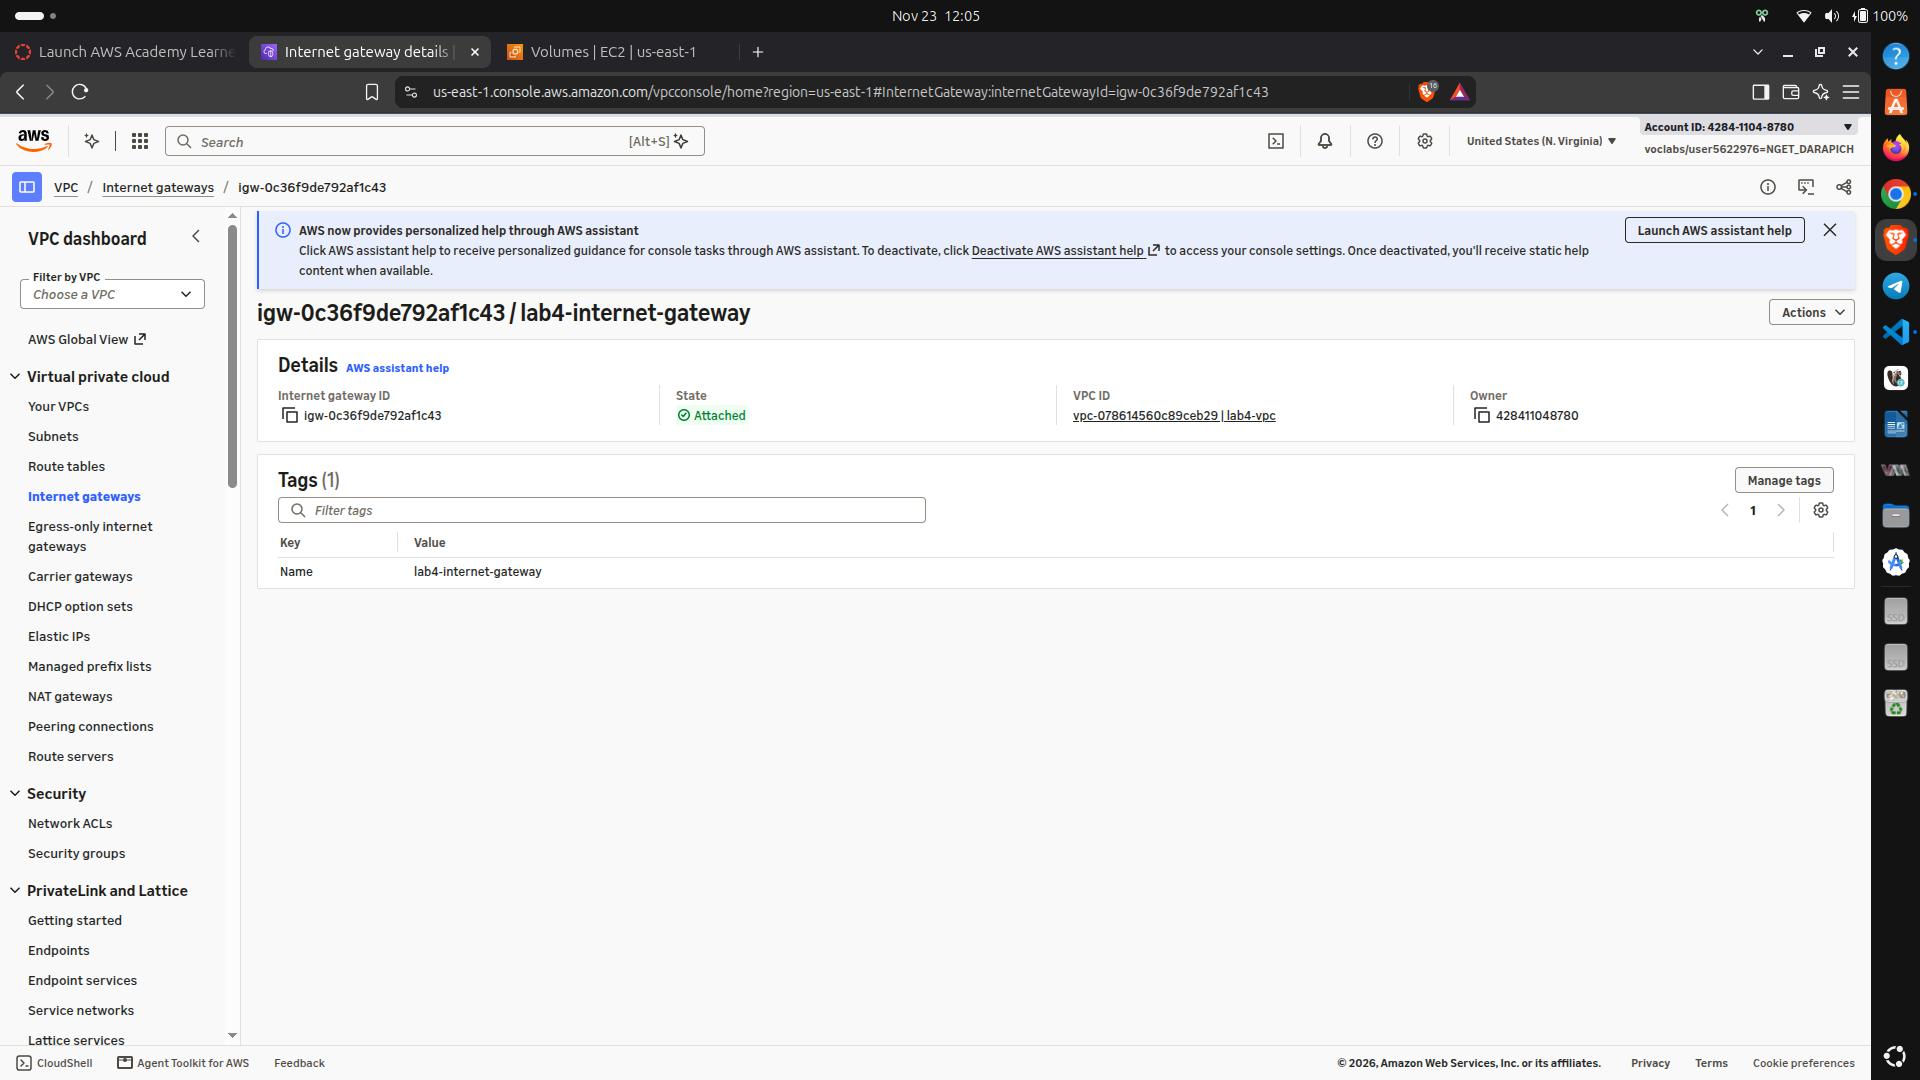 Nov 23 12:05
100%
Launch AWS Academy Learne
Internet gateway details |
Volumes | EC2 | us-east-1
us-east-1.console.aws.amazon.com/vpcconsole/home?region=us-east-1#InternetGateway:internetGatewayId=igw-0c36f9de792af1c43
16
aws
Search
[Alt+S]
United States (N. Virginia)
Account ID: 4284-1104-8780
voclabs/user5622976=NGET_DARAPICH
VPC / Internet gateways / igw-0c36f9de792af1c43
VPC dashboard
Filter by VPC
Choose a VPC
AWS Global View
Virtual private cloud
Your VPCs
Subnets
Route tables
Internet gateways
Egress-only internet
gateways
Carrier gateways
DHCP option sets
Elastic IPs
Managed prefix lists
NAT gateways
Peering connections
Route servers
Security
Network ACLs
Security groups
PrivateLink and Lattice
Getting started
Endpoints
Endpoint services
Service networks
Lattice services
AWS now provides personalized help through AWS assistant
Click AWS assistant help to receive personalized guidance for console tasks through AWS assistant. To deactivate, click Deactivate AWS assistant help to access your console settings. Once deactivated, you'll receive static help
content when available.
Launch AWS assistant help
igw-0c36f9de792af1c43 / lab4-internet-gateway
Actions
Details AWS assistant help
Internet gateway ID
igw-0c36f9de792af1c43
State
Attached
VPC ID
vpc-078614560c89ceb29 | lab4-vpc
Owner
428411048780
Tags (1)
Manage tags
Filter tags
1
Key Value
Name lab4-internet-gateway
CloudShell
Agent Toolkit for AWS
Feedback
© 2026, Amazon Web Services, Inc. or its affiliates.
Privacy
Terms
Cookie preferences
SSD
SSD